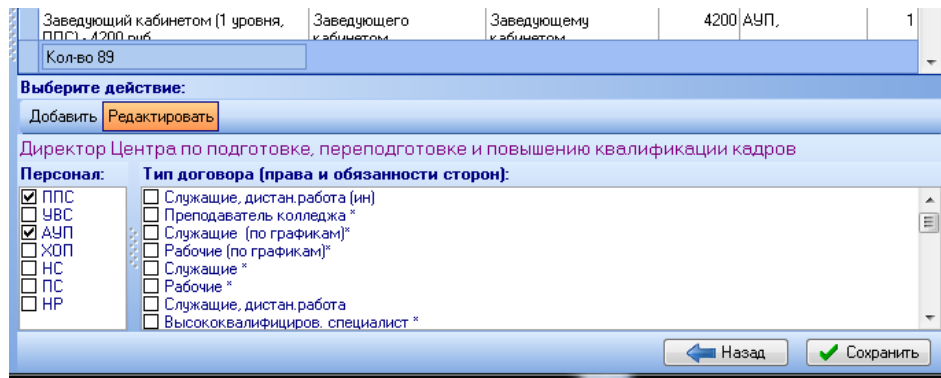 Заведующий кабинетом (1 уровня, Заведующего Заведующему 4200 АУП, 1
ППС) - 4200 руб кабинетом кабинетом
Кол-во 89
Выберите действие:
Добавить Редактировать
Директор Центра по подготовке, переподготовке и повышению квалификации кадров
Персонал: Тип договора (права и обязанности сторон):
ППС Служащие, дистан.работа (ин)
УВС Преподаватель колледжа *
АУП Служащие (по графикам)*
ХОП Рабочие (по графикам)*
НС Служащие *
ПС Рабочие *
НР Служащие, дистан.работа
Высококвалифициров. специалист *
Назад Сохранить